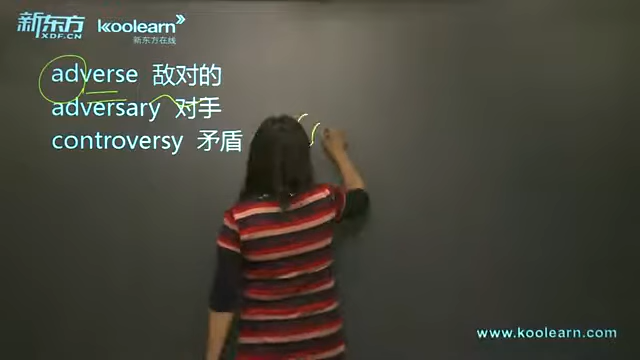 新东方 koolearn
XDF.CN 新东方在线
adverse 敌对的
adversary 对手
controversy 矛盾
www.koolearn.com